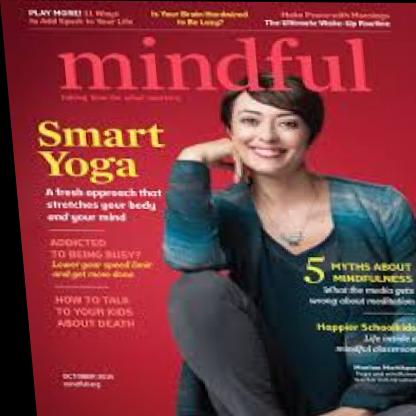 PLAY MORE! 11 Ways
to Add Spark to Your Life
Is Your Brain Hardwired
to Be Lazy?
Make Peace with Mornings
The Ultimate Wake-Up Routine
mindful
taking time for what matters
Smart
Yoga
A fresh approach that
stretches your body
and your mind
ADDICTED
TO BEING BUSY?
Lower your speed limit
and get more done
HOW TO TALK
TO YOUR KIDS
ABOUT DEATH
5 MYTHS ABOUT
MINDFULNESS
What the media gets
wrong about meditation
Happier Schoolkids
Life inside a
mindful classroom
OCTOBER 2015
mindful.org